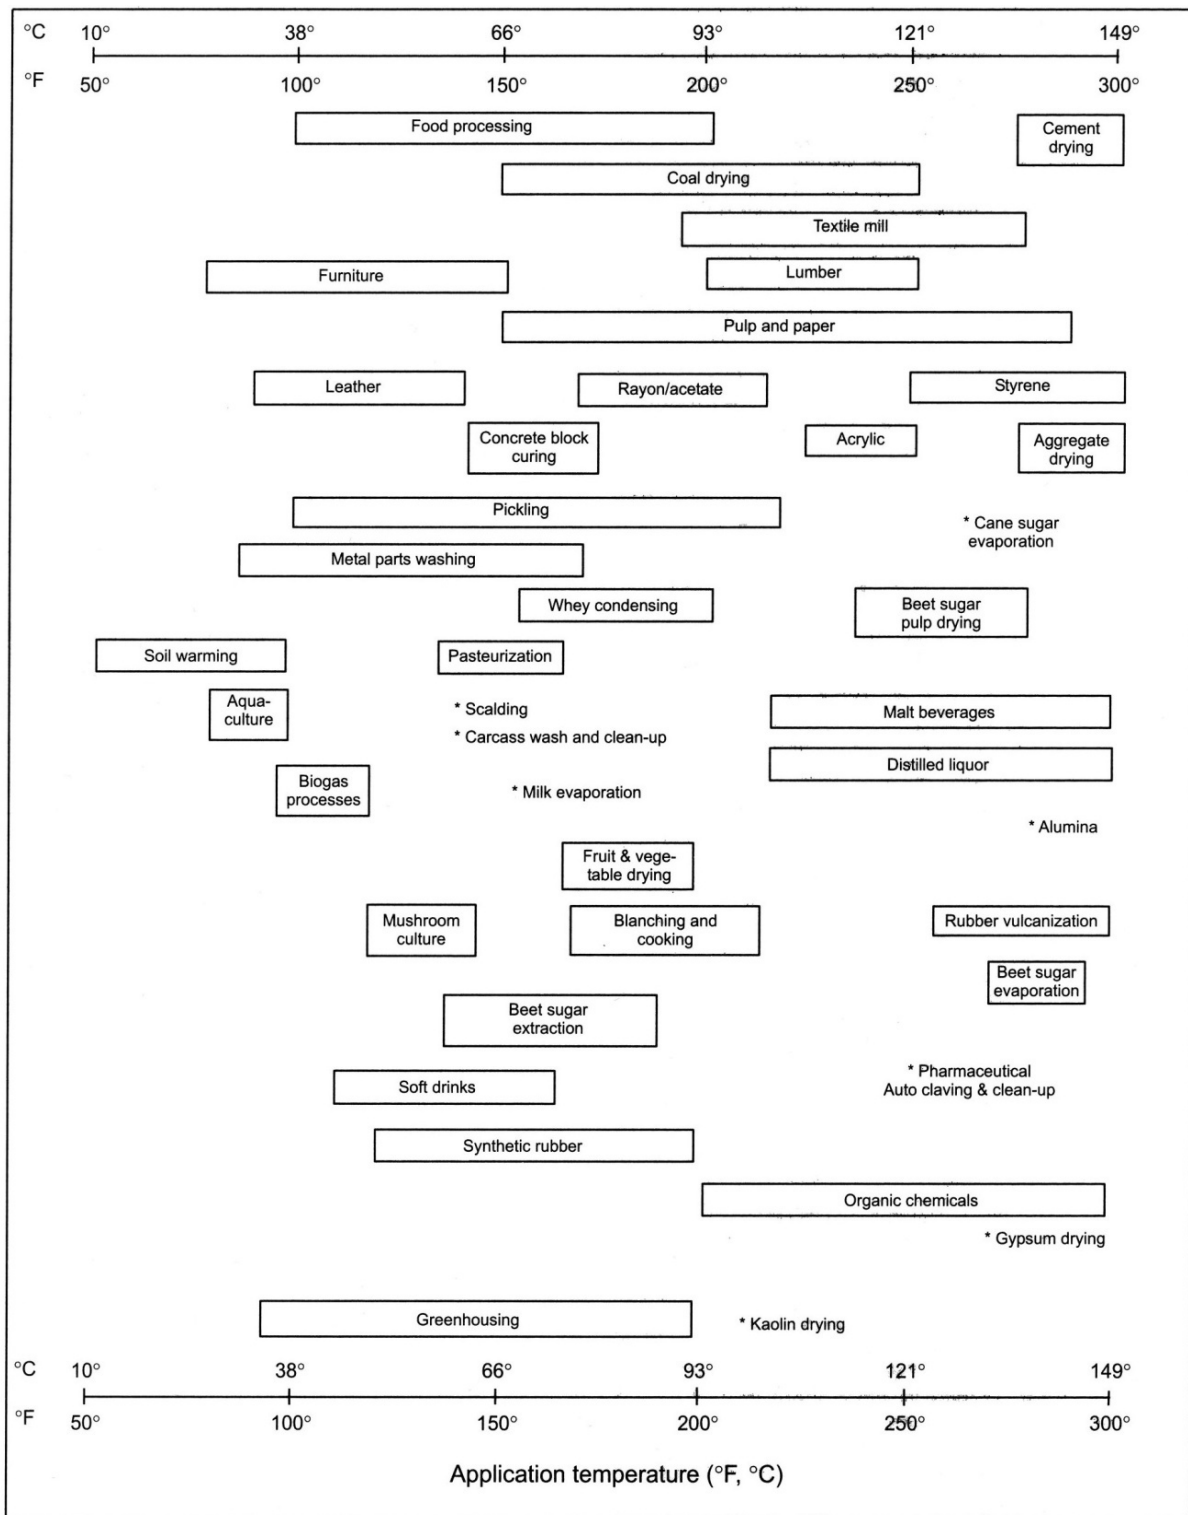 °C 10° 38° 66° 93° 121° 149°
°F 50° 100° 150° 200° 250° 300°
Food processing
Cement
drying
Coal drying
Textile mill
Furniture
Lumber
Pulp and paper
Leather
Rayon/acetate
Styrene
Concrete block
curing
Acrylic
Aggregate
drying
Pickling
* Cane sugar
evaporation
Metal parts washing
Whey condensing
Beet sugar
pulp drying
Soil warming
Pasteurization
Aqua-
culture
* Scalding
* Carcass wash and clean-up
Malt beverages
Distilled liquor
Biogas
processes
* Milk evaporation
* Alumina
Fruit & vege-
table drying
Mushroom
culture
Blanching and
cooking
Rubber vulcanization
Beet sugar
evaporation
Beet sugar
extraction
* Pharmaceutical
Auto claving & clean-up
Soft drinks
Synthetic rubber
Organic chemicals
* Gypsum drying
Greenhousing
* Kaolin drying
°C 10° 38° 66° 93° 121° 149°
°F 50° 100° 150° 200° 250° 300°
Application temperature (°F, °C)